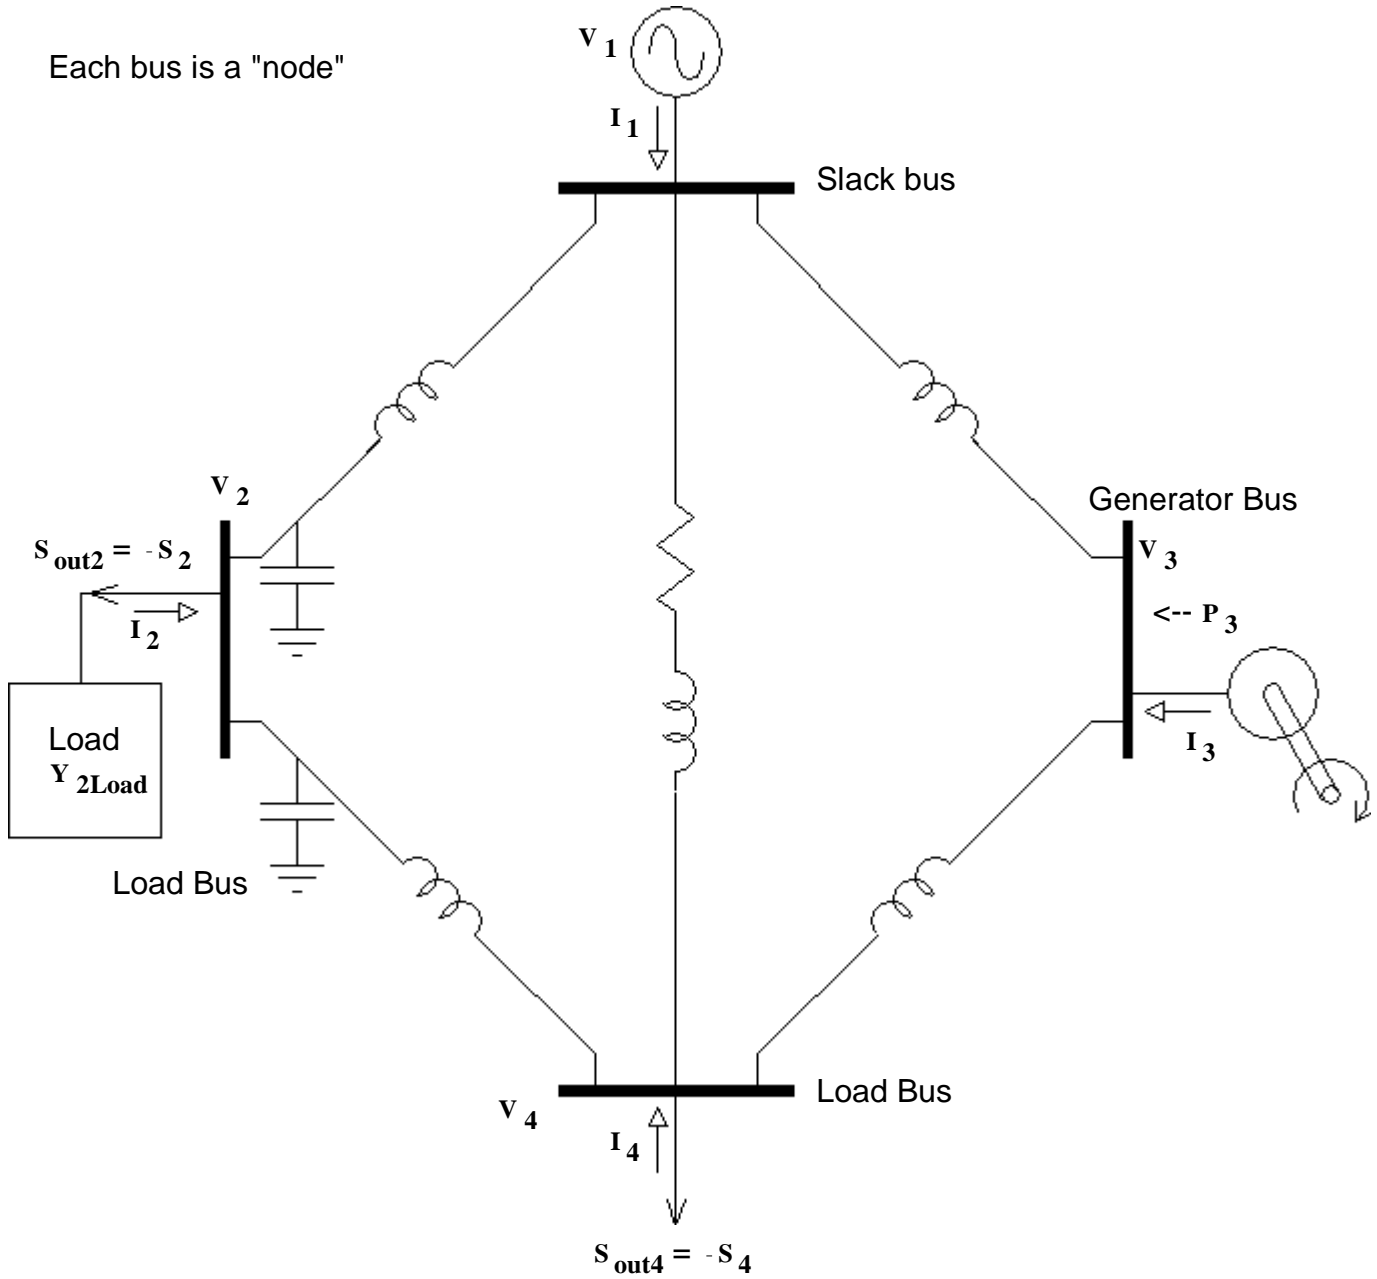 V 1
Each bus is a "node"
I 1
Slack bus
V 2
Generator Bus
S out2 = - S 2
V 3
<-- P 3
I 2
Load
Y 2Load
I 3
Load Bus
V 4
Load Bus
I 4
S out4 = - S 4